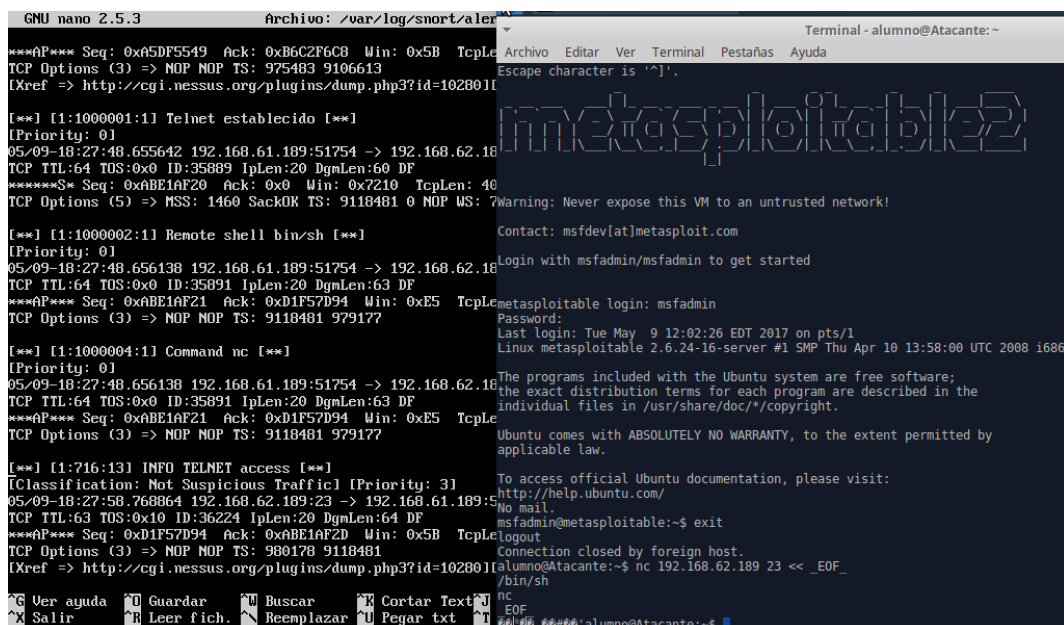 GNU nano 2.5.3 Archivo: /var/log/snort/aler
***AP*** Seq: 0xA5DF5549 Ack: 0xB6C2F6C8 Win: 0x5B TcpLe
TCP Options (3) => NOP NOP TS: 975483 9106613
[Xref => http://cgi.nessus.org/plugins/dump.php3?id=10280][
[**] [1:1000001:1] Telnet establecido [**]
[Priority: 0]
05/09-18:27:48.655642 192.168.61.189:51754 -> 192.168.62.18
TCP TTL:64 TOS:0x0 ID:35889 IpLen:20 DgmLen:60 DF
******S* Seq: 0xABE1AF20 Ack: 0x0 Win: 0x7210 TcpLen: 40
TCP Options (5) => MSS: 1460 SackOK TS: 9118481 0 NOP WS: 7
[**] [1:1000002:1] Remote shell bin/sh [**]
[Priority: 0]
05/09-18:27:48.656138 192.168.61.189:51754 -> 192.168.62.18
TCP TTL:64 TOS:0x0 ID:35891 IpLen:20 DgmLen:63 DF
***AP*** Seq: 0xABE1AF21 Ack: 0xD1F57D94 Win: 0xE5 TcpLe
TCP Options (3) => NOP NOP TS: 9118481 979177
[**] [1:1000004:1] Command nc [**]
[Priority: 0]
05/09-18:27:48.656138 192.168.61.189:51754 -> 192.168.62.18
TCP TTL:64 TOS:0x0 ID:35891 IpLen:20 DgmLen:63 DF
***AP*** Seq: 0xABE1AF21 Ack: 0xD1F57D94 Win: 0xE5 TcpLe
TCP Options (3) => NOP NOP TS: 9118481 979177
[**] [1:716:13] INFO TELNET access [**]
[Classification: Not Suspicious Traffic] [Priority: 3]
05/09-18:27:58.768864 192.168.62.189:23 -> 192.168.61.189:5
TCP TTL:63 TOS:0x10 ID:36224 IpLen:20 DgmLen:64 DF
***AP*** Seq: 0xD1F57D94 Ack: 0xABE1AF2D Win: 0x5B TcpLe
TCP Options (3) => NOP NOP TS: 980178 9118481
[Xref => http://cgi.nessus.org/plugins/dump.php3?id=10280][
^G Ver ayuda ^O Guardar ^W Buscar ^K Cortar Text ^J
^X Salir ^R Leer fich. ^\ Reemplazar ^U Pegar txt ^T
Terminal - alumno@Atacante: ~
Archivo Editar Ver Terminal Pestañas Ayuda
Escape character is '^]'.
metasploitable2
Warning: Never expose this VM to an untrusted network!
Contact: msfdev[at]metasploit.com
Login with msfadmin/msfadmin to get started
metasploitable login: msfadmin
Password:
Last login: Tue May  9 12:02:26 EDT 2017 on pts/1
Linux metasploitable 2.6.24-16-server #1 SMP Thu Apr 10 13:58:00 UTC 2008 i686
The programs included with the Ubuntu system are free software;
the exact distribution terms for each program are described in the
individual files in /usr/share/doc/*/copyright.
Ubuntu comes with ABSOLUTELY NO WARRANTY, to the extent permitted by
applicable law.
To access official Ubuntu documentation, please visit:
http://help.ubuntu.com/
No mail.
msfadmin@metasploitable:~$ exit
logout
Connection closed by foreign host.
alumno@Atacante:~$ nc 192.168.62.189 23 << _EOF_
/bin/sh
nc
_EOF_
alumno@Atacante:~$